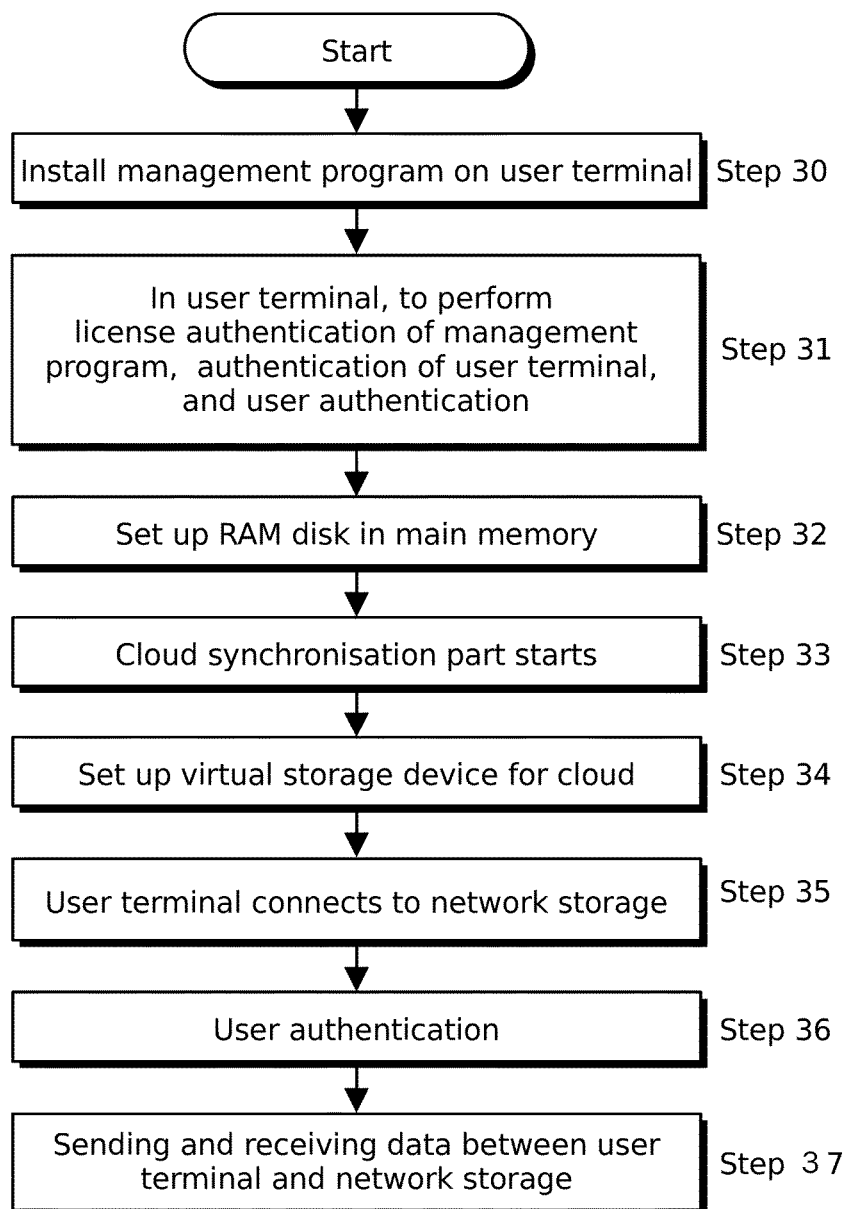 Start
Install management program on user terminal Step 30
In user terminal, to perform
license authentication of management
program,  authentication of user terminal,
and user authentication
Step 31
Set up RAM disk in main memory Step 32
Cloud synchronisation part starts Step 33
Set up virtual storage device for cloud Step 34
User terminal connects to network storage Step 35
User authentication Step 36
Sending and receiving data between user
terminal and network storage
Step ３７